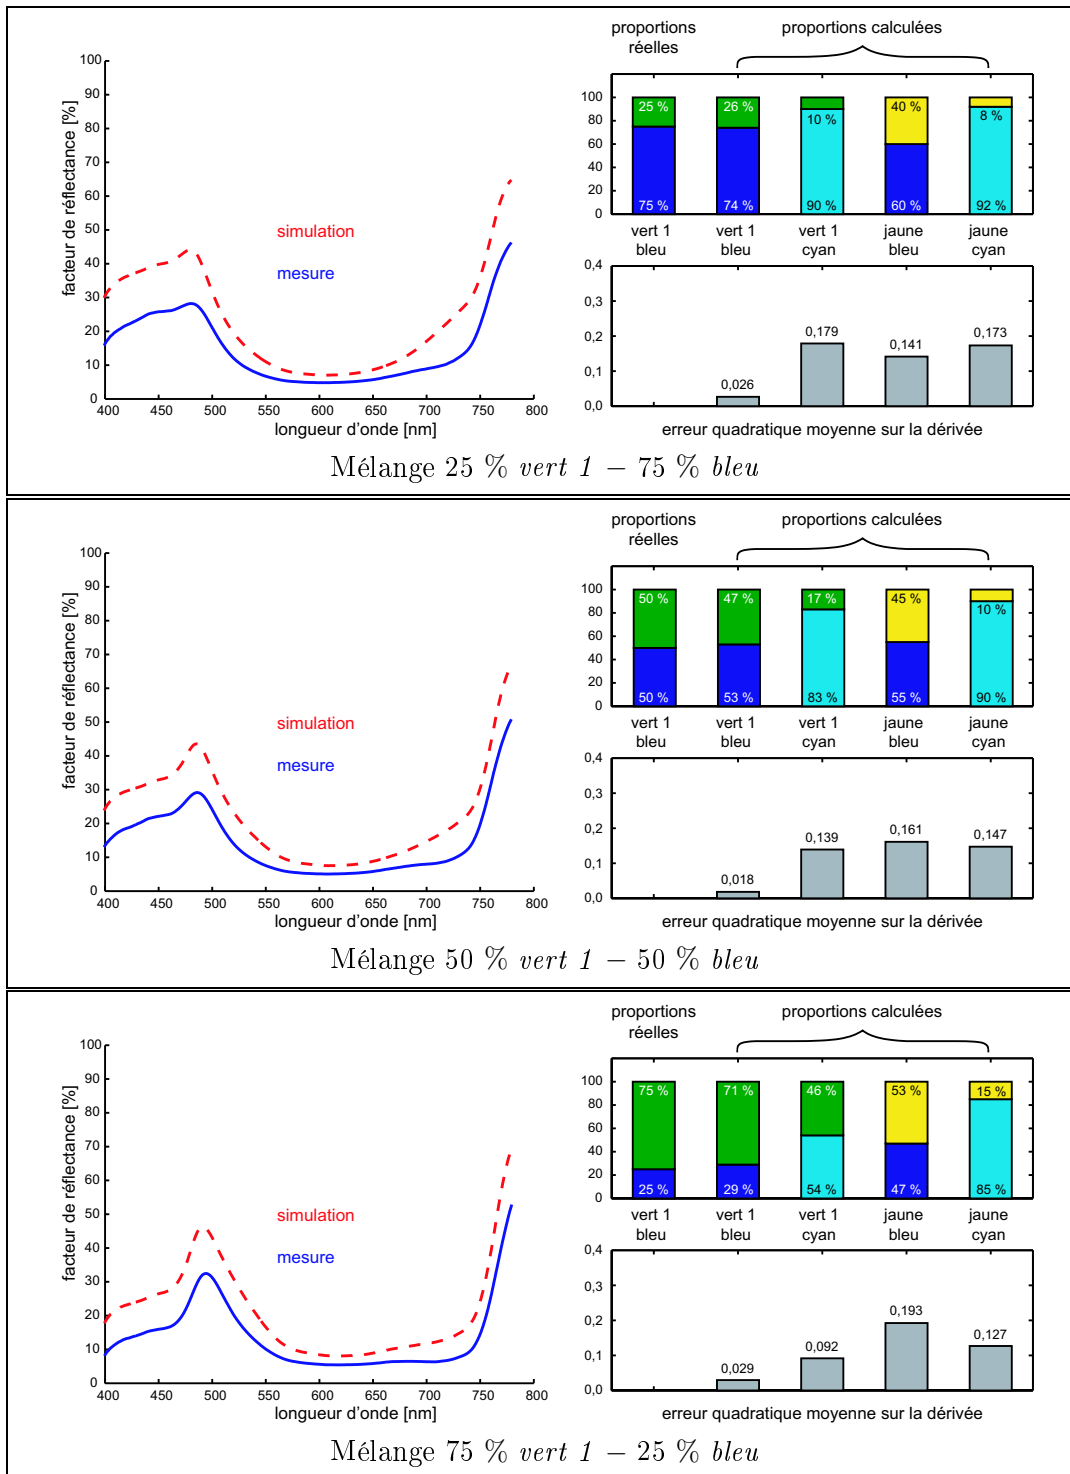 proportions réelles
proportions calculées
facteur de réflectance [%]
100
90
80
70
60
50
40
30
20
10
0
simulation
mesure
400 450 500 550 600 650 700 750 800
longueur d'onde [nm]
100
80
60
40
20
0
25 % 26 % 10 % 40 % 8 %
75 % 74 % 90 % 60 % 92 %
vert 1 vert 1 vert 1 jaune jaune
bleu bleu cyan bleu cyan
0,4
0,3
0,2
0,1
0,0
0,026 0,179 0,141 0,173
erreur quadratique moyenne sur la dérivée
Mélange 25 % vert 1 – 75 % bleu
proportions réelles
proportions calculées
facteur de réflectance [%]
100
90
80
70
60
50
40
30
20
10
0
simulation
mesure
400 450 500 550 600 650 700 750 800
longueur d'onde [nm]
100
80
60
40
20
0
50 % 47 % 17 % 45 % 10 %
50 % 53 % 83 % 55 % 90 %
vert 1 vert 1 vert 1 jaune jaune
bleu bleu cyan bleu cyan
0,4
0,3
0,2
0,1
0,0
0,018 0,139 0,161 0,147
erreur quadratique moyenne sur la dérivée
Mélange 50 % vert 1 – 50 % bleu
proportions réelles
proportions calculées
facteur de réflectance [%]
100
90
80
70
60
50
40
30
20
10
0
simulation
mesure
400 450 500 550 600 650 700 750 800
longueur d'onde [nm]
100
80
60
40
20
0
75 % 71 % 46 % 53 % 15 %
25 % 29 % 54 % 47 % 85 %
vert 1 vert 1 vert 1 jaune jaune
bleu bleu cyan bleu cyan
0,4
0,3
0,2
0,1
0,0
0,029 0,092 0,193 0,127
erreur quadratique moyenne sur la dérivée
Mélange 75 % vert 1 – 25 % bleu